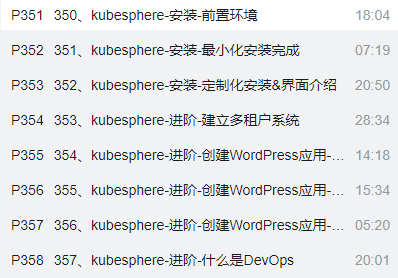 P351 350、kubesphere-安装-前置环境 18:04
P352 351、kubesphere-安装-最小化安装完成 07:19
P353 352、kubesphere-安装-定制化安装&界面介绍 20:50
P354 353、kubesphere-进阶-建立多租户系统 28:34
P355 354、kubesphere-进阶-创建WordPress应用-... 14:18
P356 355、kubesphere-进阶-创建WordPress应用-... 15:34
P357 356、kubesphere-进阶-创建WordPress应用-... 05:20
P358 357、kubesphere-进阶-什么是DevOps 20:01